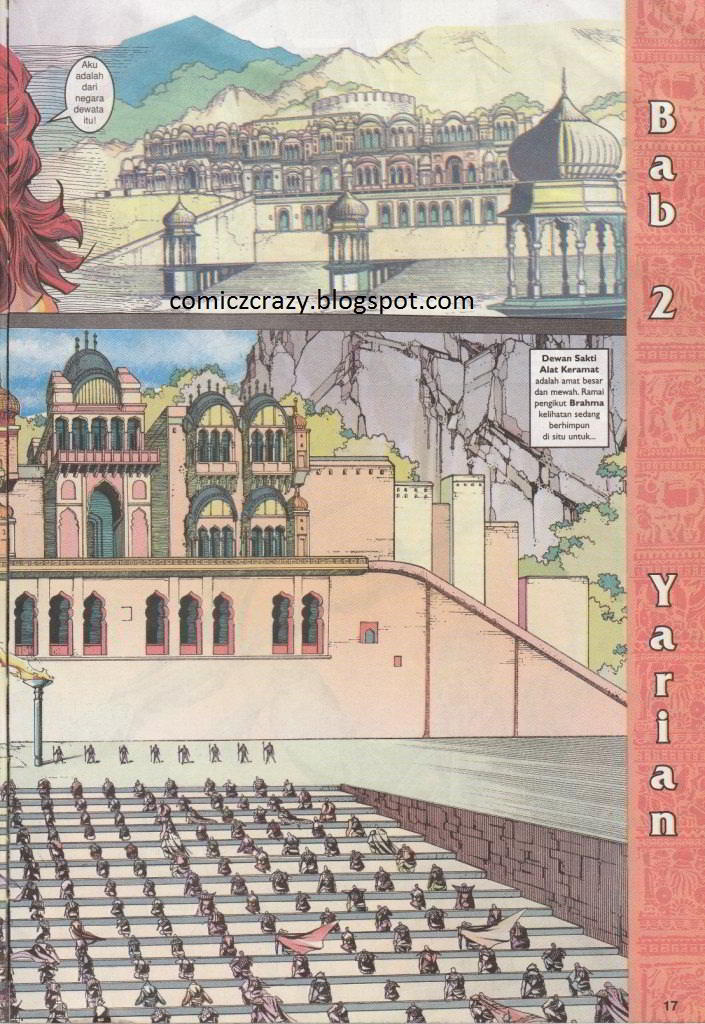 Aku
adalah
dari
negara
dewata
itu!
comiczcrazy.blogspot.com
Dewan Sakti
Alat Keramat
adalah amat besar
dan mewah. Ramai
pengikut Brahma
kelihatan sedang
berhimpun
di situ untuk...
Bab 2
Yarian
17